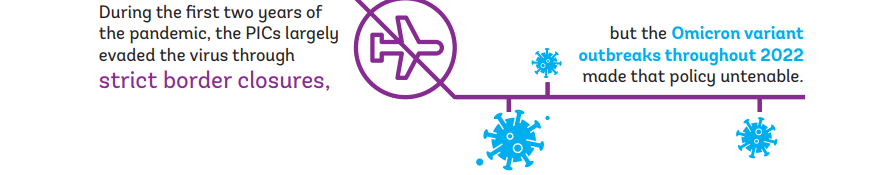 During the first two years of
the pandemic, the PICs largely
evaded the virus through
strict border closures,
but the Omicron variant
outbreaks throughout 2022
made that policy untenable.